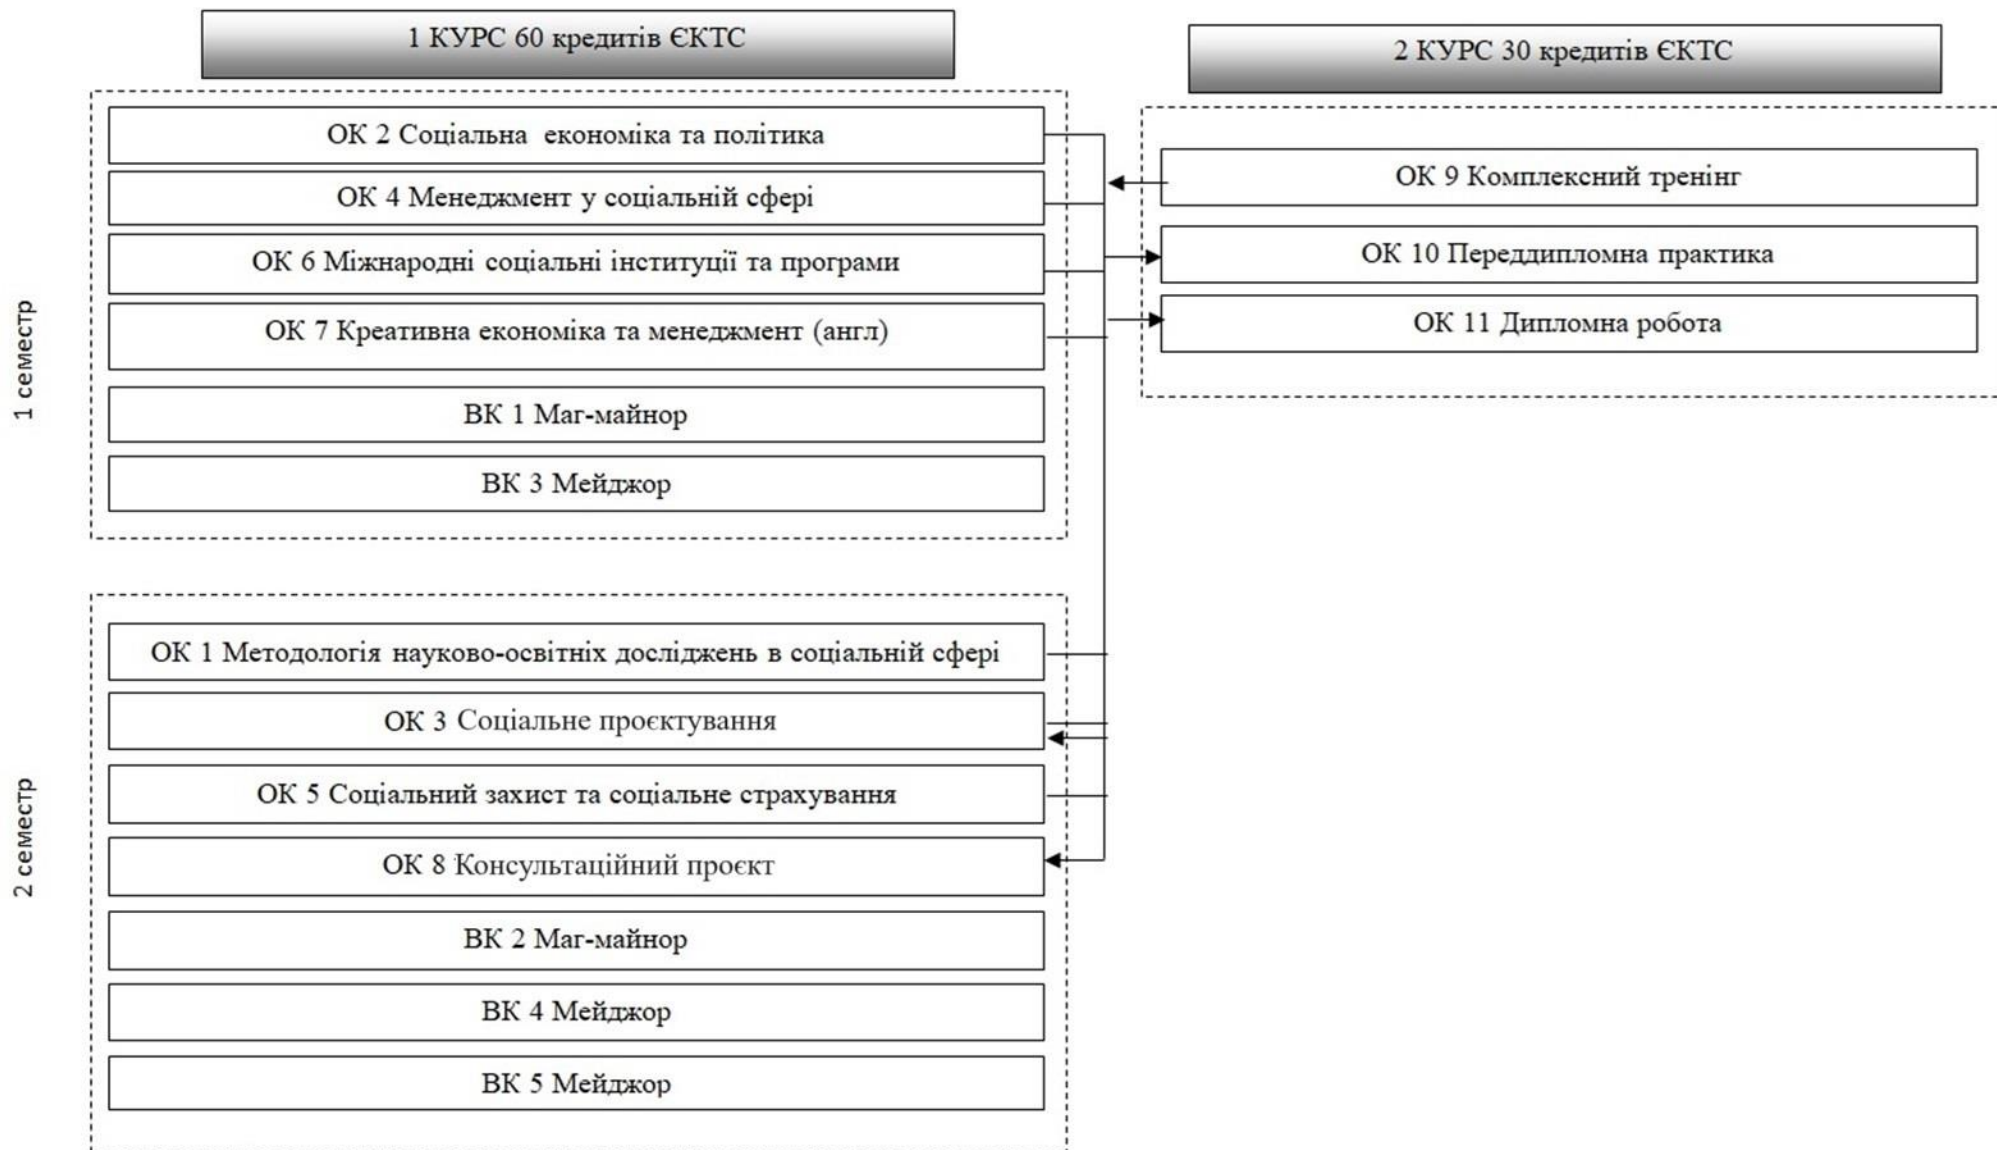 1 КУРС 60 кредитів ЄКТС
ОК 2 Соціальна економіка та політика
ОК 4 Менеджмент у соціальній сфері
ОК 6 Міжнародні соціальні інституції та програми
ОК 7 Креативна економіка та менеджмент (англ)
ВК 1 Маг-майнор
ВК 3 Мейджор
1 семестр
ОК 1 Методологія науково-освітніх досліджень в соціальній сфері
ОК 3 Соціальне проєктування
ОК 5 Соціальний захист та соціальне страхування
ОК 8 Консультаційний проєкт
ВК 2 Маг-майнор
ВК 4 Мейджор
ВК 5 Мейджор
2 семестр
2 КУРС 30 кредитів ЄКТС
ОК 9 Комплексний тренінг
ОК 10 Переддипломна практика
ОК 11 Дипломна робота